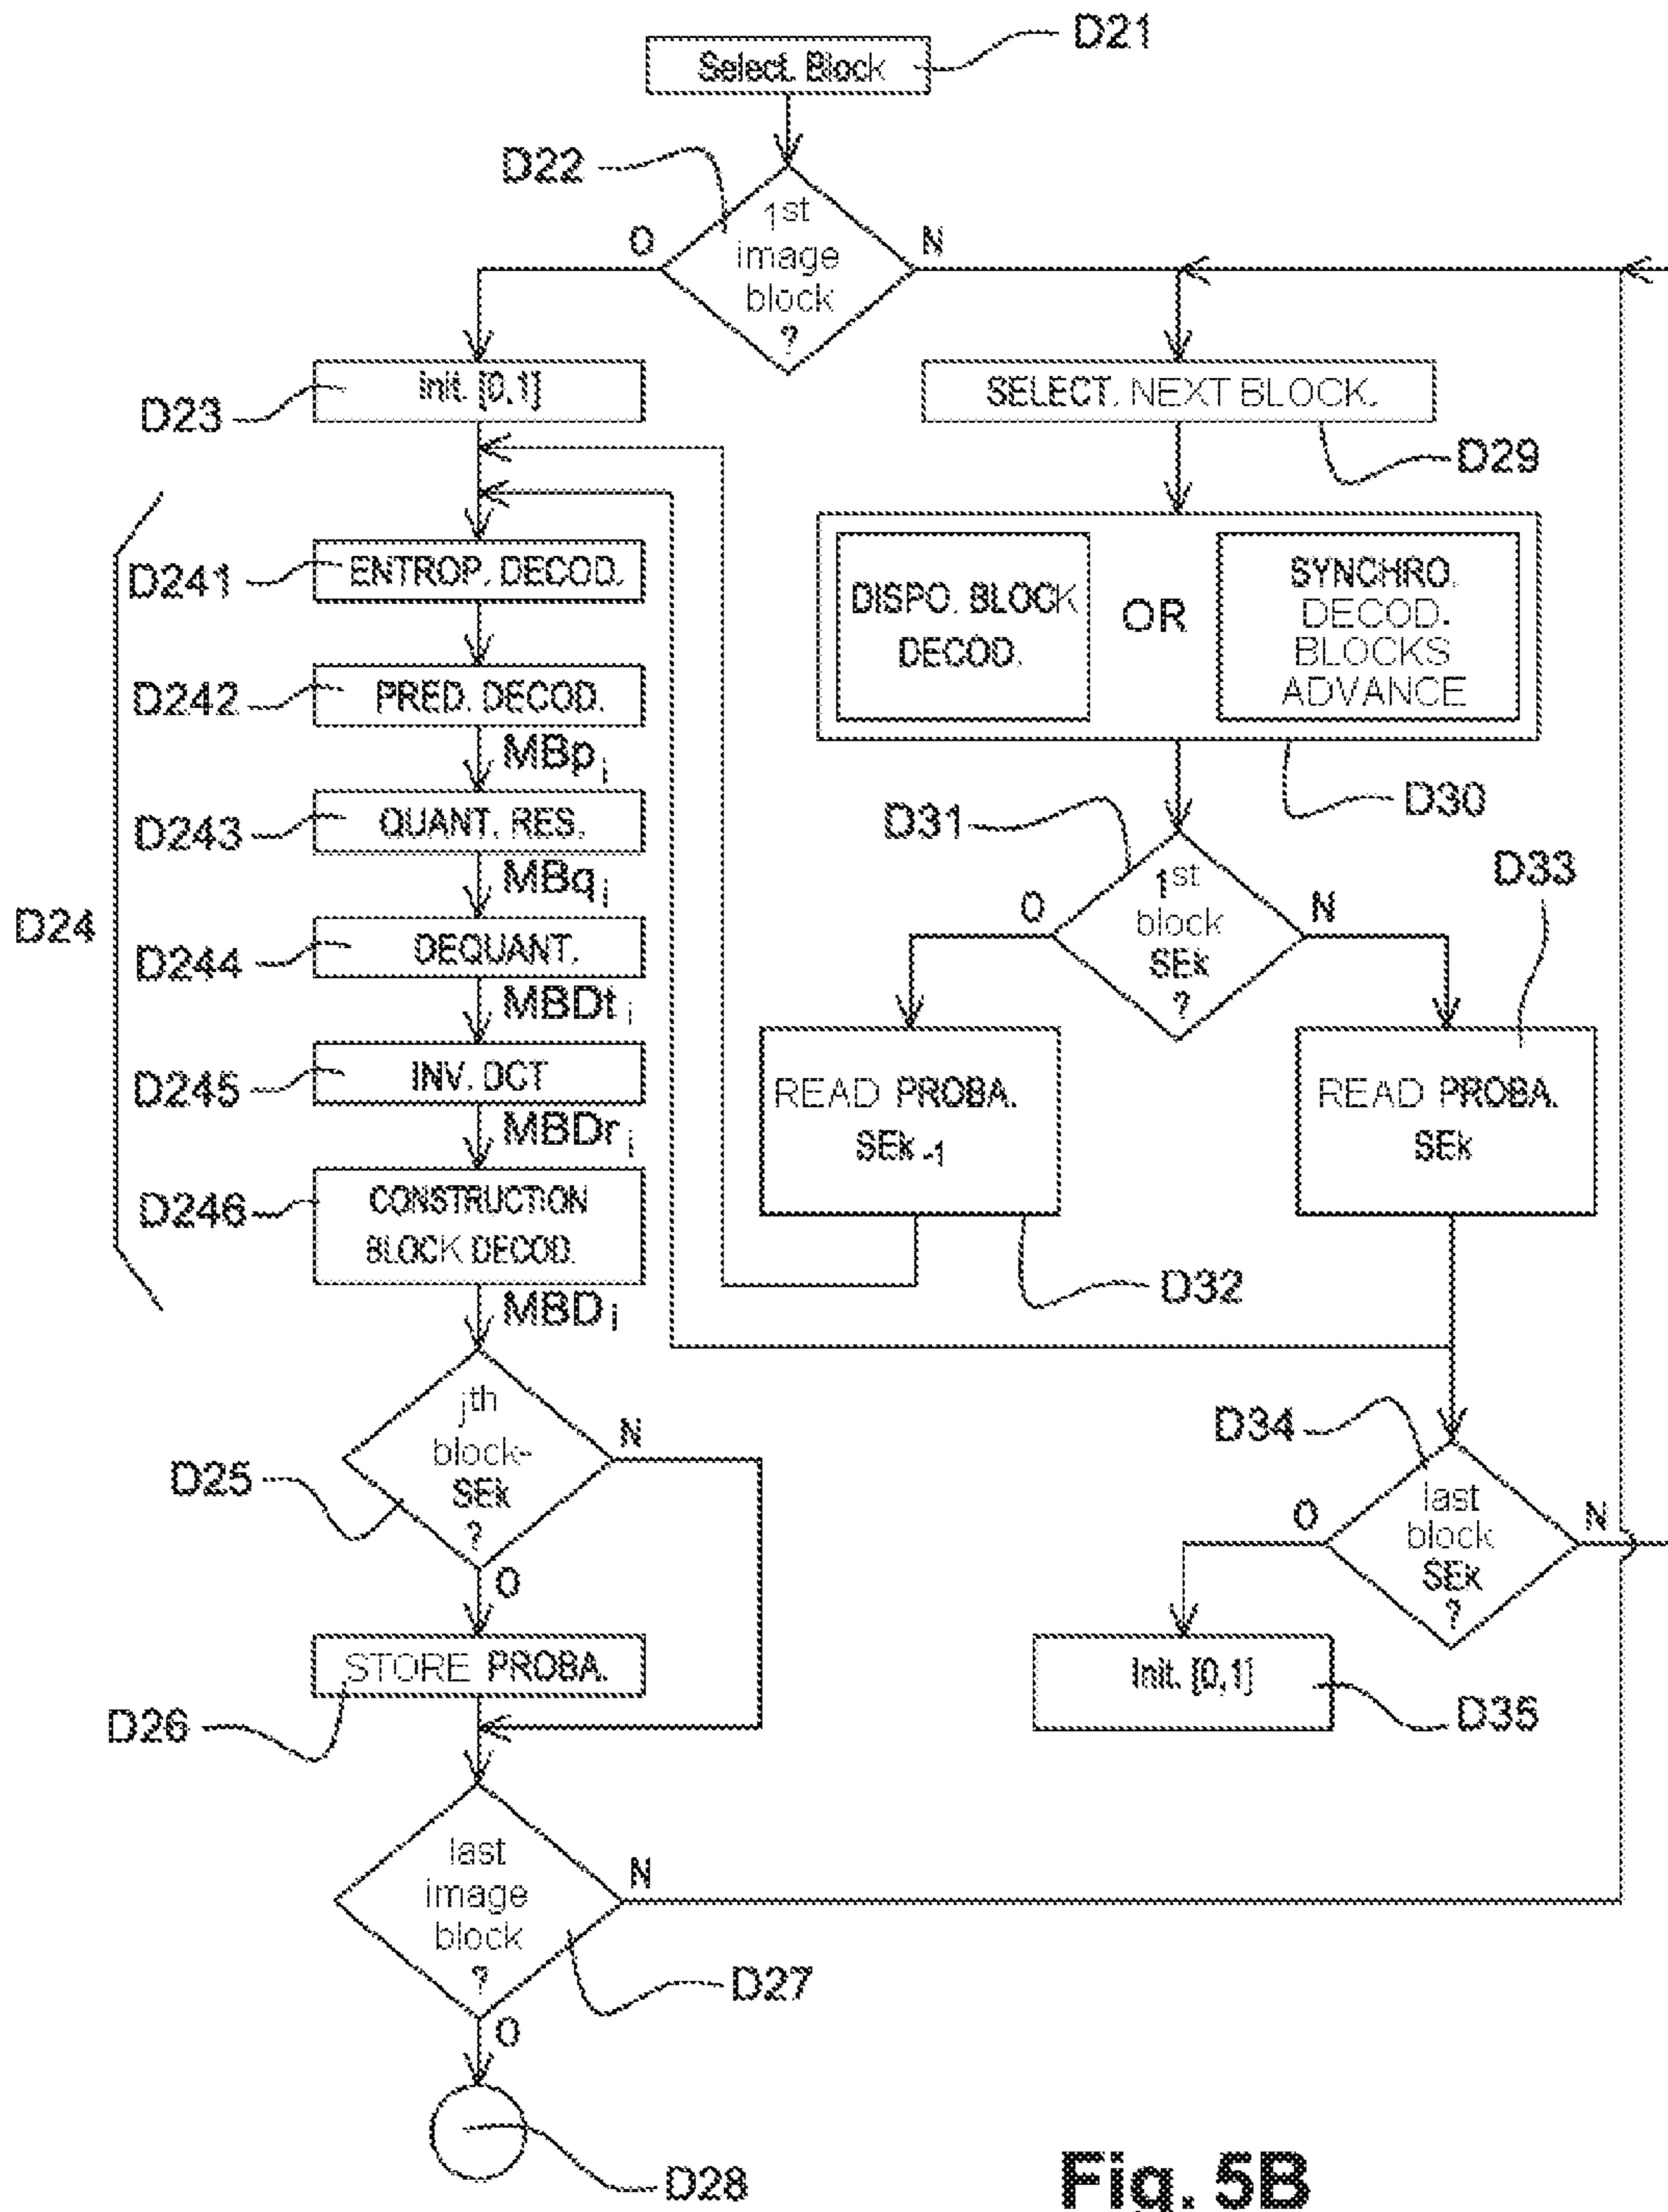 D21
Select. Block
D22
1st
image
block
?
O
N
Init. [0,1]
D23
SELECT. NEXT BLOCK.
D29
D24
D241
ENTROP. DECOD.
D242
PRED. DECOD.
MBpi
D243
QUANT. RES.
MBqi
D244
DEQUANT.
MBDti
D245
INV. DCT
MBDri
D246
CONSTRUCTION
BLOCK DECOD.
MBDi
DISPO. BLOCK
DECOD.
OR
SYNCHRO.
DECOD.
BLOCKS
ADVANCE
D30
D31
1st
block
SEk
?
O
N
D33
READ PROBA.
SEk-1
D32
READ PROBA.
SEk
jth
block-
SEk
?
N
O
D25
D34
last
block
SEk
?
O
N
STORE PROBA.
D26
Init. [0,1]
D35
last
image
block
?
N
O
D27
D28
Fig. 5B